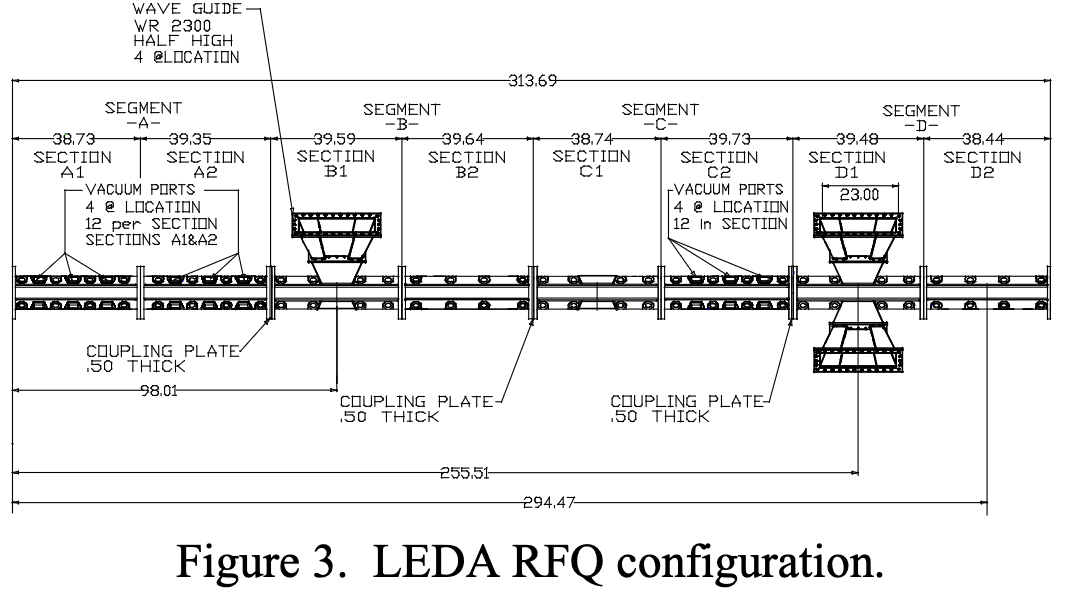 WAVE GUIDE
WR 2300
HALF HIGH
4 @LOCATION
313.69
SEGMENT
-A-
SEGMENT
-B-
SEGMENT
-C-
SEGMENT
-D-
38.73
39.35
39.59
39.64
38.74
39.73
39.48
38.44
SECTION
A1
SECTION
A2
SECTION
B1
SECTION
B2
SECTION
C1
SECTION
C2
SECTION
D1
SECTION
D2
VACUUM PORTS
4 @ LOCATION
12 per SECTION
SECTIONS A1&A2
VACUUM PORTS
4 @ LOCATION
12 in SECTION
23.00
COUPLING PLATE
.50 THICK
98.01
COUPLING PLATE
.50 THICK
COUPLING PLATE
.50 THICK
255.51
294.47
Figure 3. LEDA RFQ configuration.